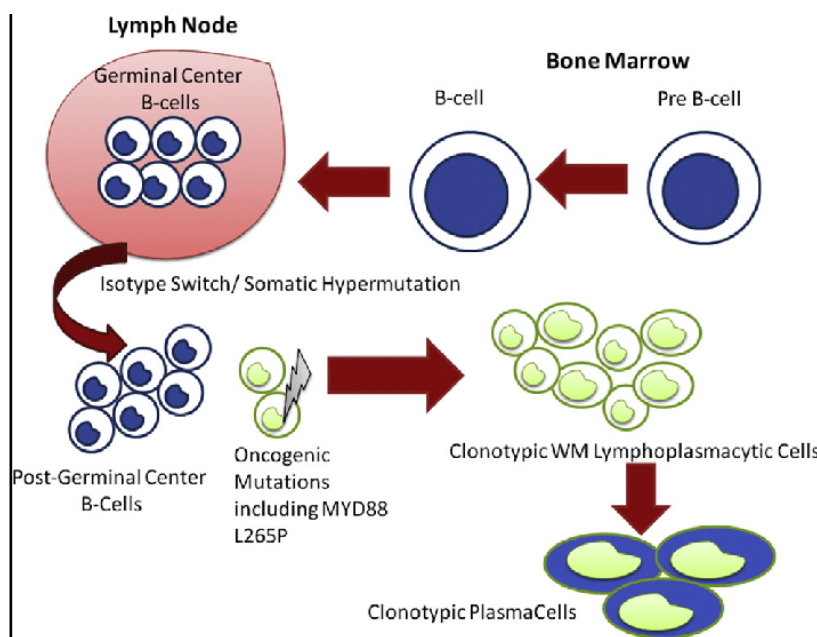 Lymph Node
Germinal Center
B-cells
Bone Marrow
B-cell
Pre B-cell
Isotype Switch/ Somatic Hypermutation
Post-Germinal Center
B-Cells
Oncogenic
Mutations
including MYD88
L265P
Clonotypic WM Lymphoplasmacytic Cells
Clonotypic PlasmaCells